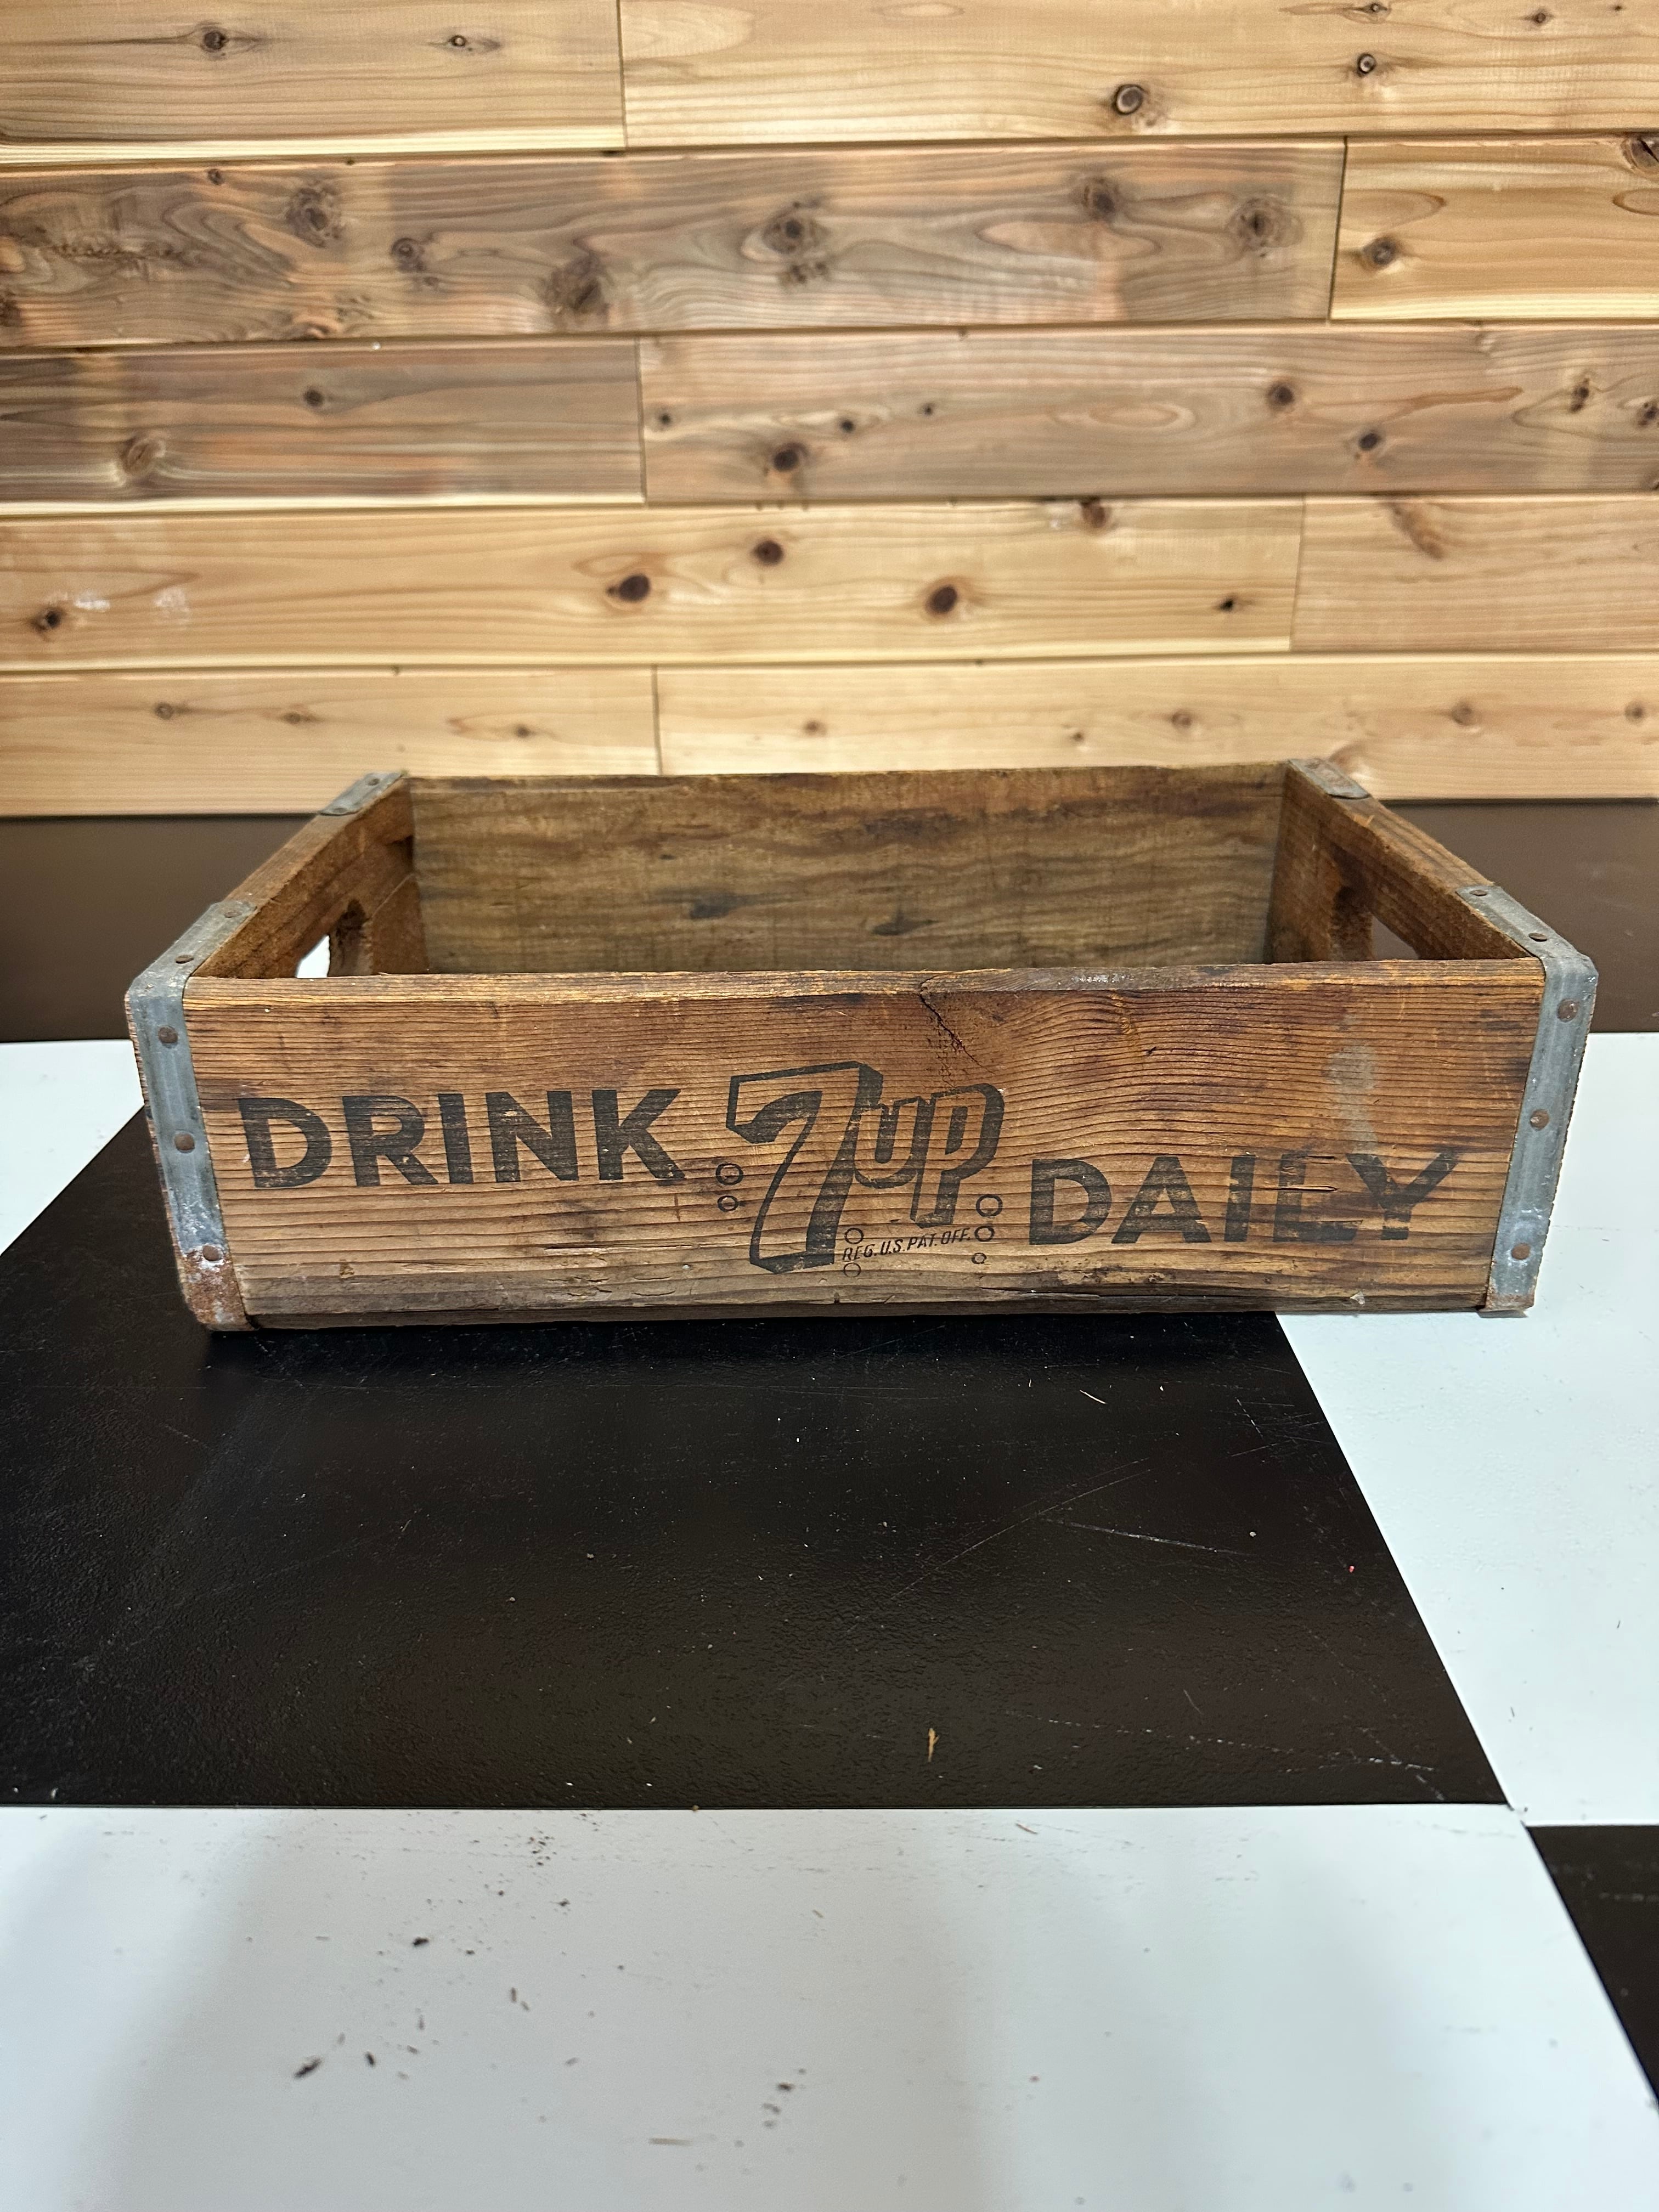 DRINK 7up DAILY
REG. U.S. PAT. OFF.